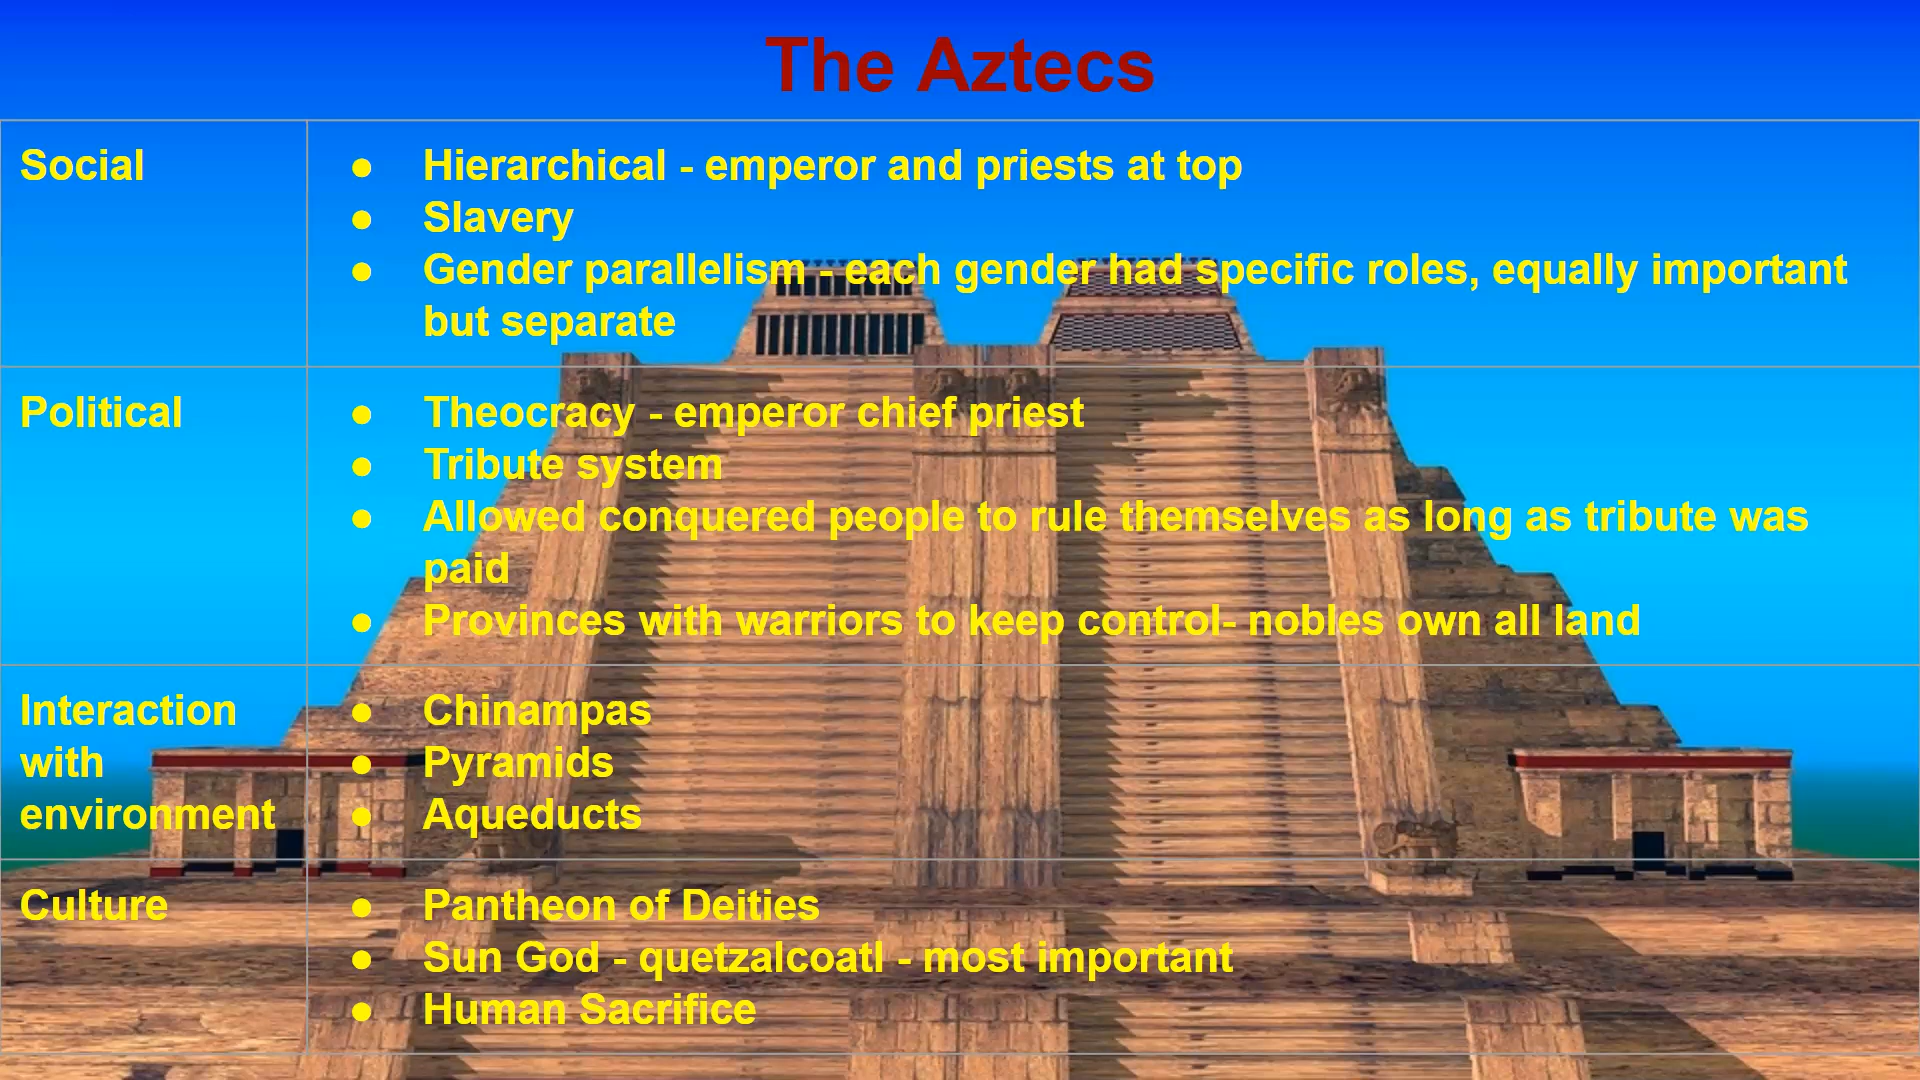 The Aztecs
Social
● Hierarchical - emperor and priests at top
● Slavery
● Gender parallelism - each gender had specific roles, equally important
but separate
Political
● Theocracy - emperor chief priest
● Tribute system
● Allowed conquered people to rule themselves as long as tribute was
paid
● Provinces with warriors to keep control- nobles own all land
Interaction
with
environment
● Chinampas
● Pyramids
● Aqueducts
Culture
● Pantheon of Deities
● Sun God - quetzalcoatl - most important
● Human Sacrifice